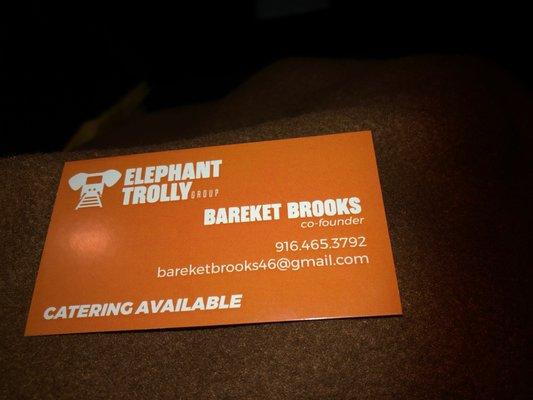 ELEPHANT
TROLLY GROUP
BAREKET BROOKS
co-founder
916.465.3792
bareketbrooks46@gmail.com
CATERING AVAILABLE